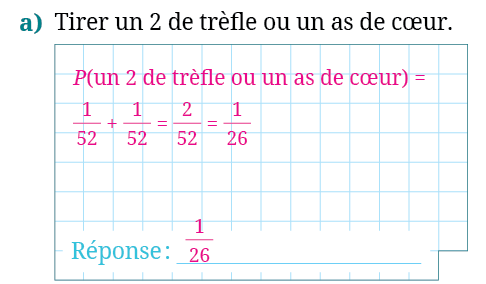 a) Tirer un 2 de trèfle ou un as de cœur.
P(un 2 de trèfle ou un as de cœur) =
1/52 + 1/52 = 2/52 = 1/26
Réponse : 1/26